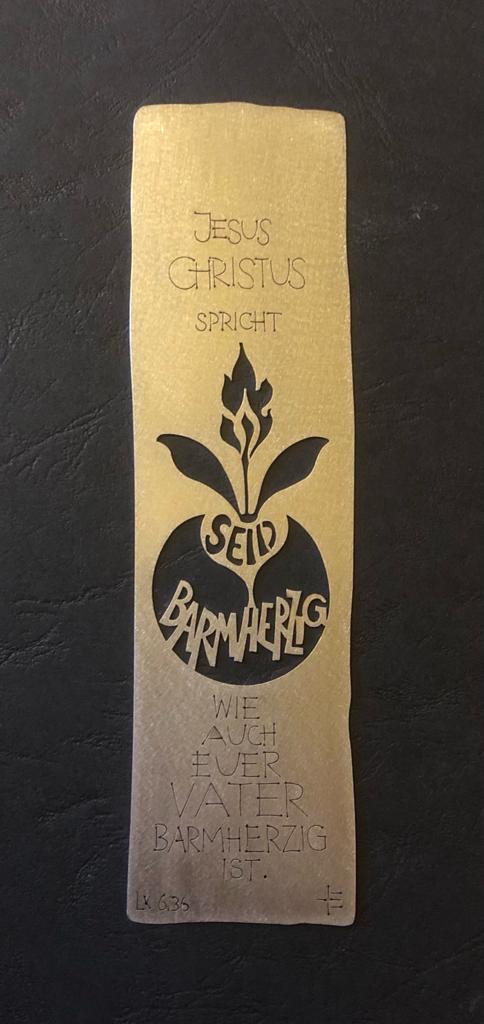 JESUS
CHRISTUS
SPRICHT
SEID
BARMHERZIG
WIE
AUCH
EUER
VATER
BARMHERZIG
IST.
LK 6,36